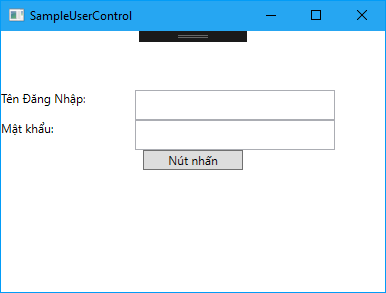 SampleUserControl
Tên Đăng Nhập:
Mật khẩu:
Nút nhấn